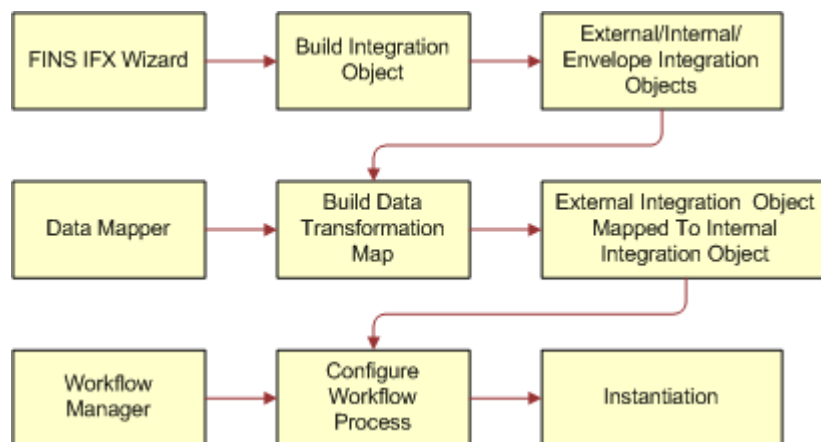 FINS IFX Wizard
Build Integration
Object
External/Internal/
Envelope Integration
Objects
Data Mapper
Build Data
Transformation
Map
External Integration Object
Mapped To Internal
Integration Object
Workflow
Manager
Configure
Workflow
Process
Instantiation